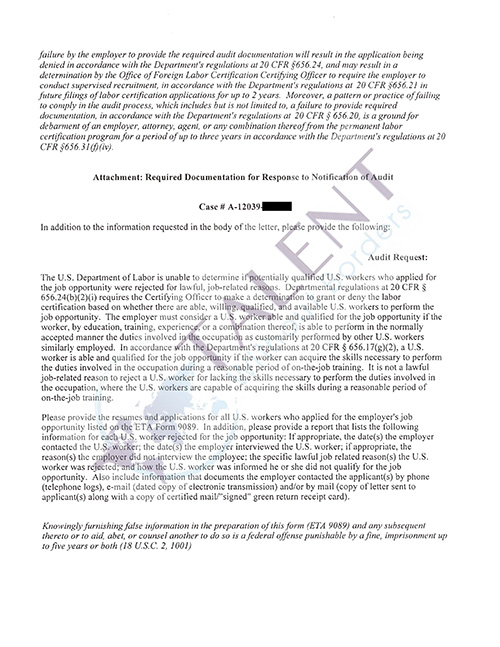 failure by the employer to provide the required audit documentation will result in the application being
denied in accordance with the Department's regulations at 20 CFR §656.24, and may result in a
determination by the Office of Foreign Labor Certification Certifying Officer to require the employer to
conduct supervised recruitment, in accordance with the Department's regulations at 20 CFR §656.21 in
future filings of labor certification applications for up to 2 years. Moreover, a pattern or practice of failing
to comply in the audit process, which includes but is not limited to, a failure to provide required
documentation, in accordance with the Department's regulations at 20 CFR § 656.20, is a ground for
debarment of an employer, attorney, agent, or any combination thereof from the permanent labor
certification program for a period of up to three years in accordance with the Department's regulations at 20
CFR §656.31(f)(iv).
Attachment: Required Documentation for Response to Notification of Audit
Case # A-12039-
In addition to the information requested in the body of the letter, please provide the following:
Audit Request:
The U.S. Department of Labor is unable to determine if potentially qualified U.S. workers who applied for
the job opportunity were rejected for lawful, job-related reasons. Departmental regulations at 20 CFR §
656.24(b)(2)(i) requires the Certifying Officer to make a determination to grant or deny the labor
certification based on whether there are able, willing, qualified, and available U.S. workers to perform the
job opportunity. The employer must consider a U.S. worker able and qualified for the job opportunity if the
worker, by education, training, experience, or a combination thereof, is able to perform in the normally
accepted manner the duties involved in the occupation as customarily performed by other U.S. workers
similarly employed. In accordance with the Department's regulations at 20 CFR § 656.17(g)(2), a U.S.
worker is able and qualified for the job opportunity if the worker can acquire the skills necessary to perform
the duties involved in the occupation during a reasonable period of on-the-job training. It is not a lawful
job-related reason to reject a U.S. worker for lacking the skills necessary to perform the duties involved in
the occupation, where the U.S. workers are capable of acquiring the skills during a reasonable period of
on-the-job training.
Please provide the resumes and applications for all U.S. workers who applied for the employer's job
opportunity listed on the ETA Form 9089. In addition, please provide a report that lists the following
information for each U.S. worker rejected for the job opportunity: If appropriate, the date(s) the employer
contacted the U.S. worker; the date(s) the employer interviewed the U.S. worker; if appropriate, the
reason(s) the employer did not interview the employee; the specific lawful job related reason(s) the U.S.
worker was rejected; and how the U.S. worker was informed he or she did not qualify for the job
opportunity. Also include information that documents the employer contacted the applicant(s) by phone
(telephone logs), e-mail (dated copy of electronic transmission) and/or by mail (copy of letter sent to
applicant(s) along with a copy of certified mail/"signed" green return receipt card).
Knowingly furnishing false information in the preparation of this form (ETA 9089) and any subsequent
thereto or to aid, abet, or counsel another to do so is a federal offense punishable by a fine, imprisonment up
to five years or both (18 U.S.C. 2, 1001)